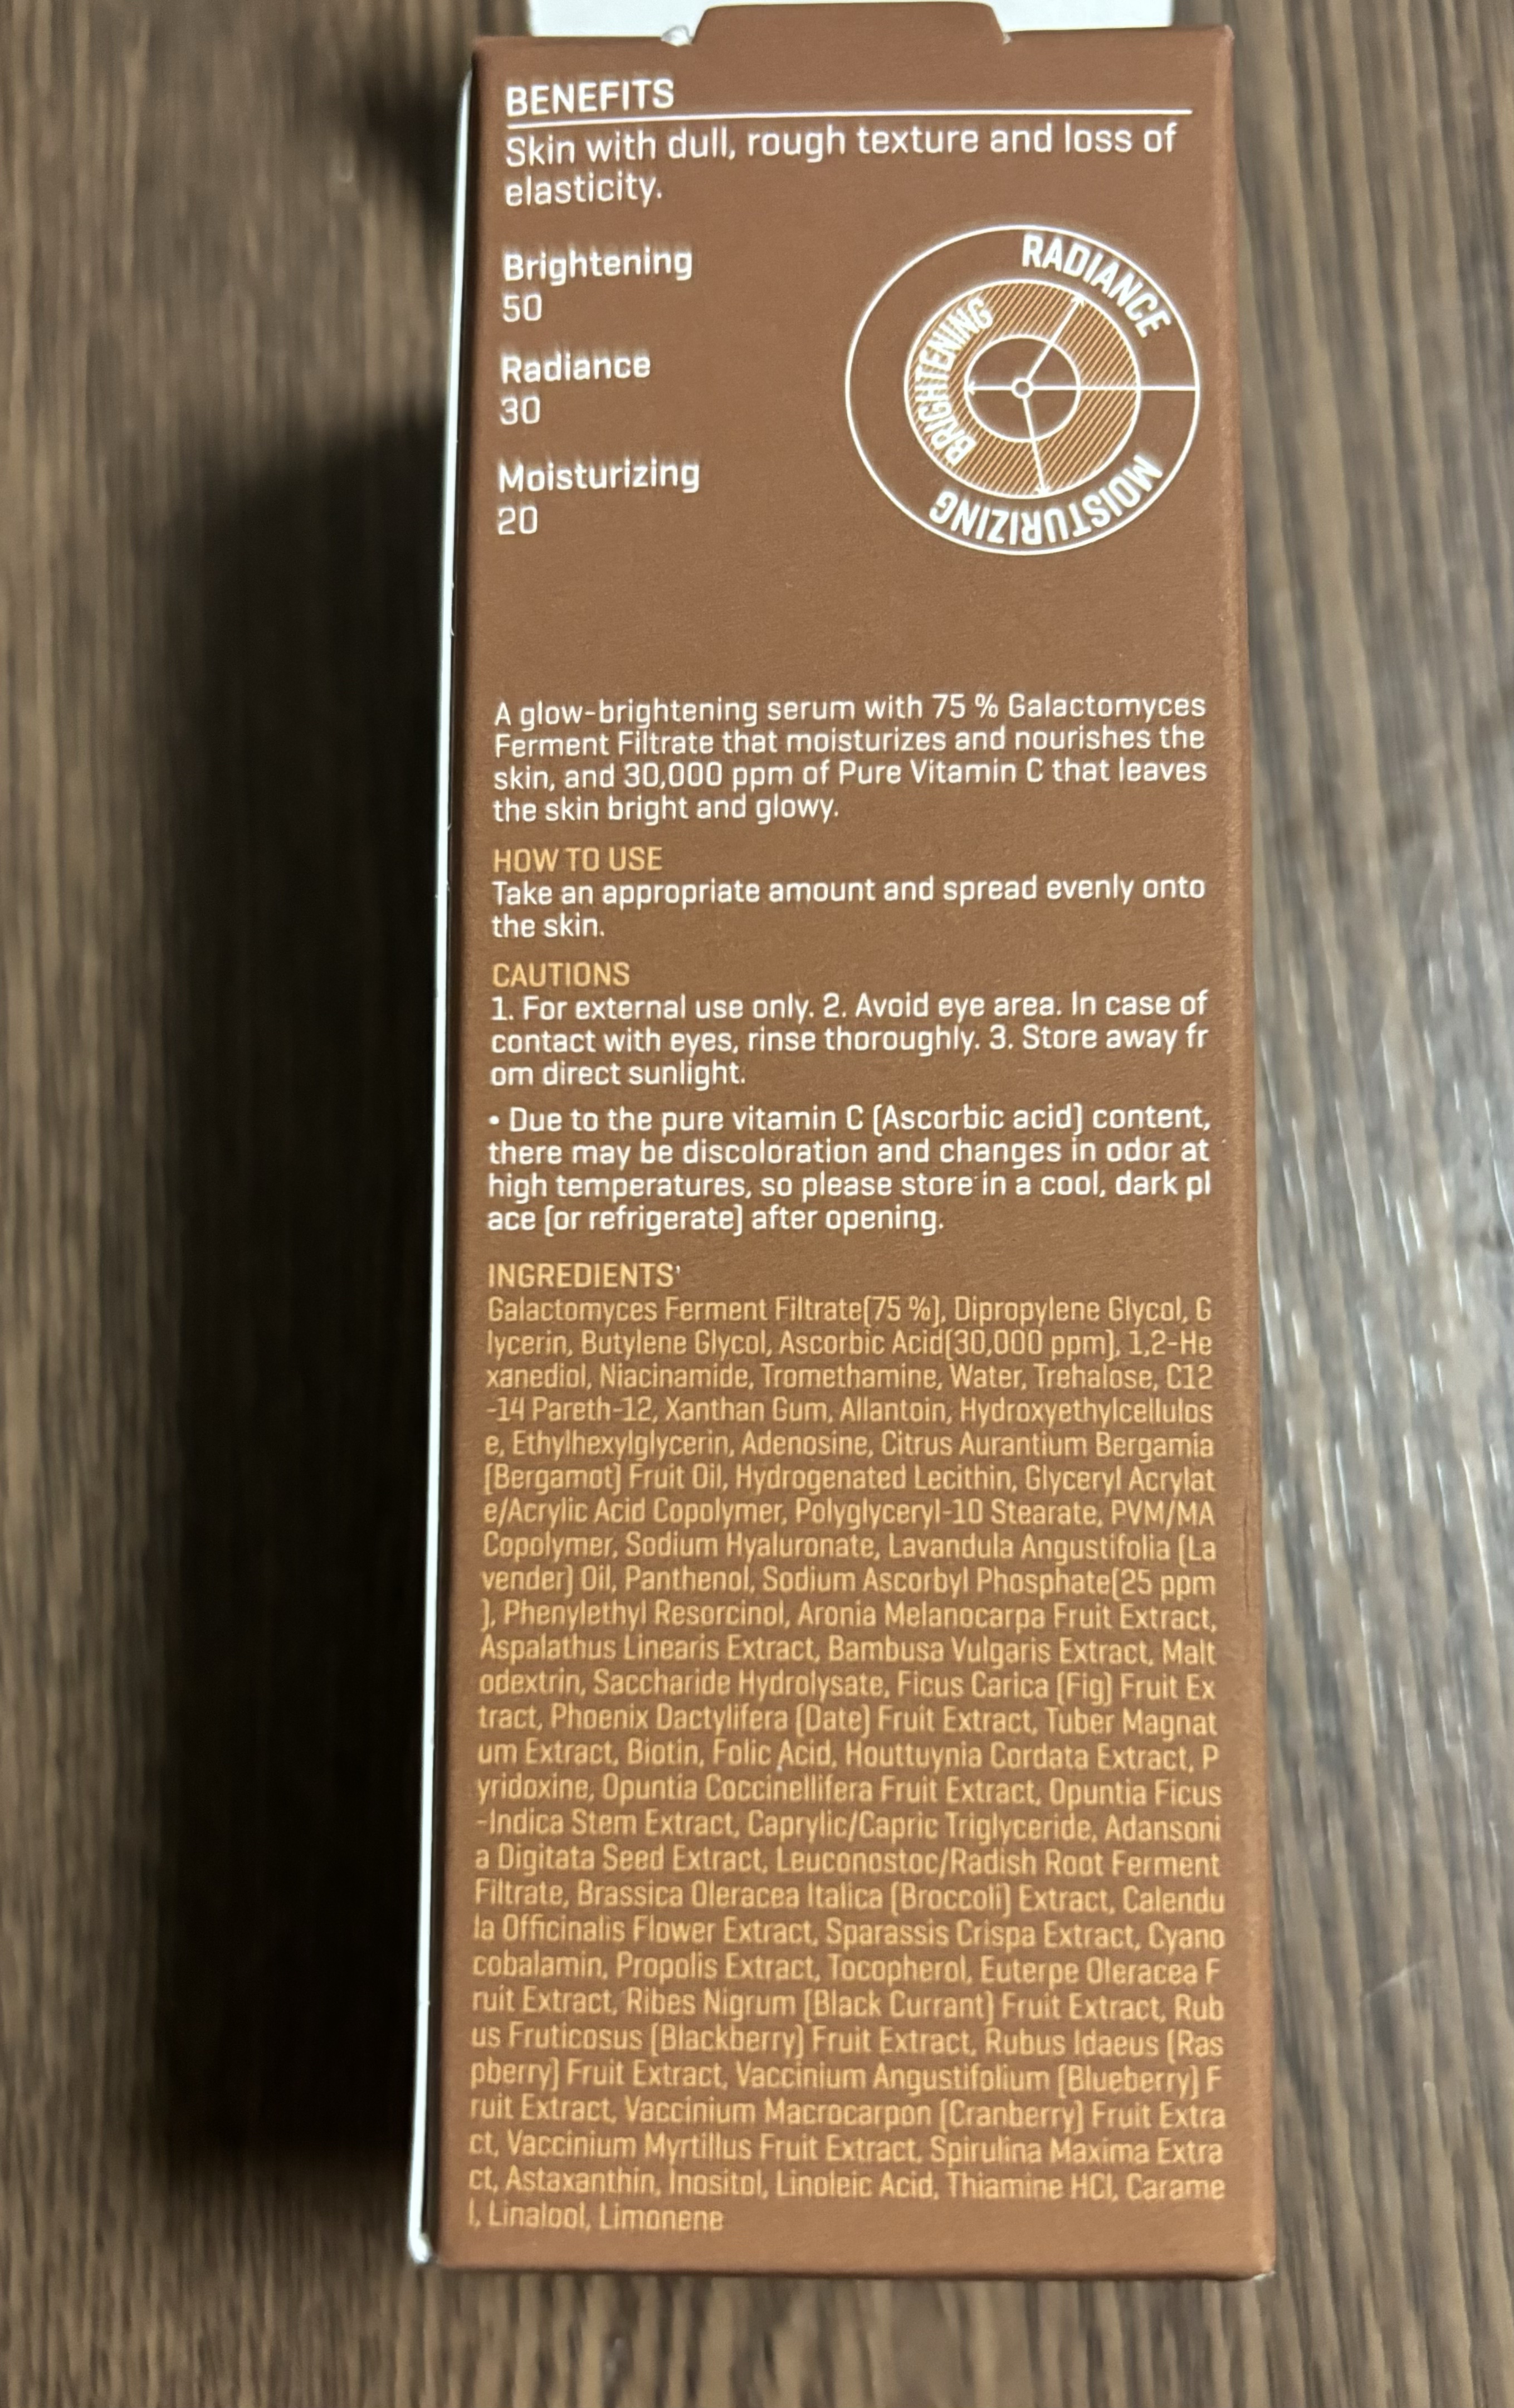 BENEFITS
Skin with dull, rough texture and loss of
elasticity.
Brightening
50
Radiance
30
Moisturizing
20
RADIANCE
BRIGHTENING
MOISTURIZING
A glow-brightening serum with 75 % Galactomyces
Ferment Filtrate that moisturizes and nourishes the
skin, and 30,000 ppm of Pure Vitamin C that leaves
the skin bright and glowy.
HOW TO USE
Take an appropriate amount and spread evenly onto
the skin.
CAUTIONS
1. For external use only. 2. Avoid eye area. In case of
contact with eyes, rinse thoroughly. 3. Store away fr
om direct sunlight.
• Due to the pure vitamin C (Ascorbic acid) content,
there may be discoloration and changes in odor at
high temperatures, so please store in a cool, dark pl
ace (or refrigerate) after opening.
INGREDIENTS
Galactomyces Ferment Filtrate(75 %), Dipropylene Glycol, G
lycerin, Butylene Glycol, Ascorbic Acid(30,000 ppm), 1,2-He
xanediol, Niacinamide, Tromethamine, Water, Trehalose, C12
-14 Pareth-12, Xanthan Gum, Allantoin, Hydroxyethylcellulos
e, Ethylhexylglycerin, Adenosine, Citrus Aurantium Bergamia
(Bergamot) Fruit Oil, Hydrogenated Lecithin, Glyceryl Acrylat
e/Acrylic Acid Copolymer, Polyglyceryl-10 Stearate, PVM/MA
Copolymer, Sodium Hyaluronate, Lavandula Angustifolia (La
vender) Oil, Panthenol, Sodium Ascorbyl Phosphate(25 ppm
), Phenylethyl Resorcinol, Aronia Melanocarpa Fruit Extract,
Aspalathus Linearis Extract, Bambusa Vulgaris Extract, Malt
odextrin, Saccharide Hydrolysate, Ficus Carica (Fig) Fruit Ex
tract, Phoenix Dactylifera (Date) Fruit Extract, Tuber Magnat
um Extract, Biotin, Folic Acid, Houttuynia Cordata Extract, P
yridoxine, Opuntia Coccinellifera Fruit Extract, Opuntia Ficus
-Indica Stem Extract, Caprylic/Capric Triglyceride, Adansoni
a Digitata Seed Extract, Leuconostoc/Radish Root Ferment
Filtrate, Brassica Oleracea Italica (Broccoli) Extract, Calendu
la Officinalis Flower Extract, Sparassis Crispa Extract, Cyano
cobalamin, Propolis Extract, Tocopherol, Euterpe Oleracea F
ruit Extract, Ribes Nigrum (Black Currant) Fruit Extract, Rub
us Fruticosus (Blackberry) Fruit Extract, Rubus Idaeus (Ras
pberry) Fruit Extract, Vaccinium Angustifolium (Blueberry) F
ruit Extract, Vaccinium Macrocarpon (Cranberry) Fruit Extra
ct, Vaccinium Myrtillus Fruit Extract, Spirulina Maxima Extra
ct, Astaxanthin, Inositol, Linoleic Acid, Thiamine HCl, Carame
l, Linalool, Limonene